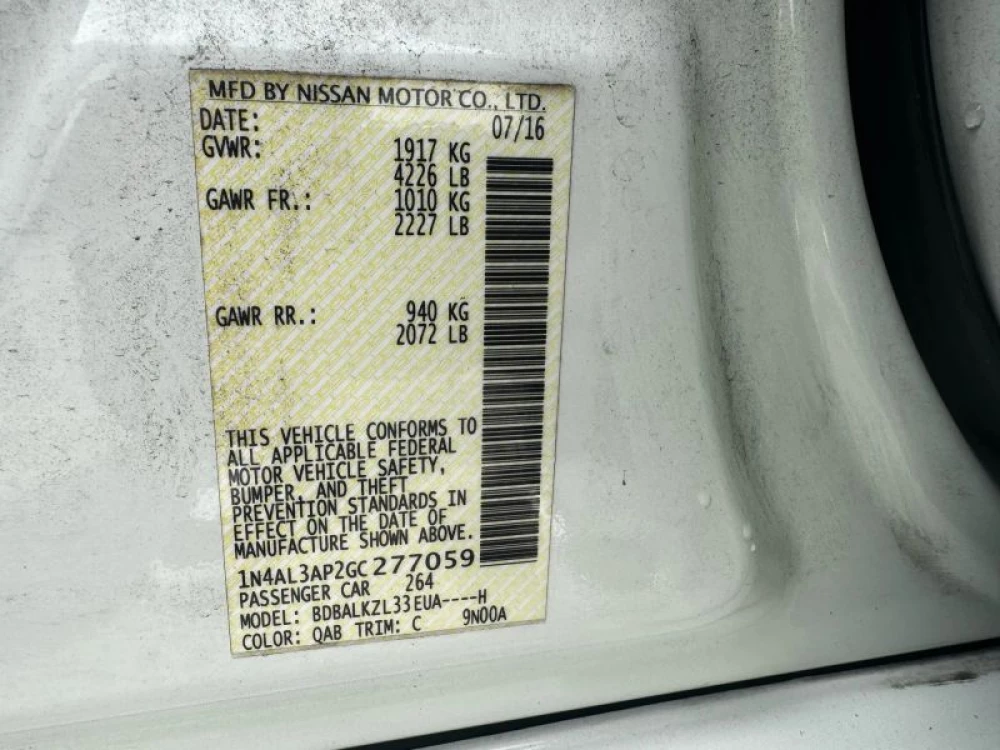 MFD BY NISSAN MOTOR CO., LTD.
DATE: 07/16
GVWR: 1917 KG
4226 LB
GAWR FR.: 1010 KG
2227 LB
GAWR RR.: 940 KG
2072 LB
THIS VEHICLE CONFORMS TO
ALL APPLICABLE FEDERAL
MOTOR VEHICLE SAFETY,
BUMPER, AND THEFT
PREVENTION STANDARDS IN
EFFECT ON THE DATE OF
MANUFACTURE SHOWN ABOVE.
1N4AL3AP2GC277059
PASSENGER CAR 264
MODEL: BDBALKZL33EUA----H
COLOR: QAB TRIM: C 9N00A